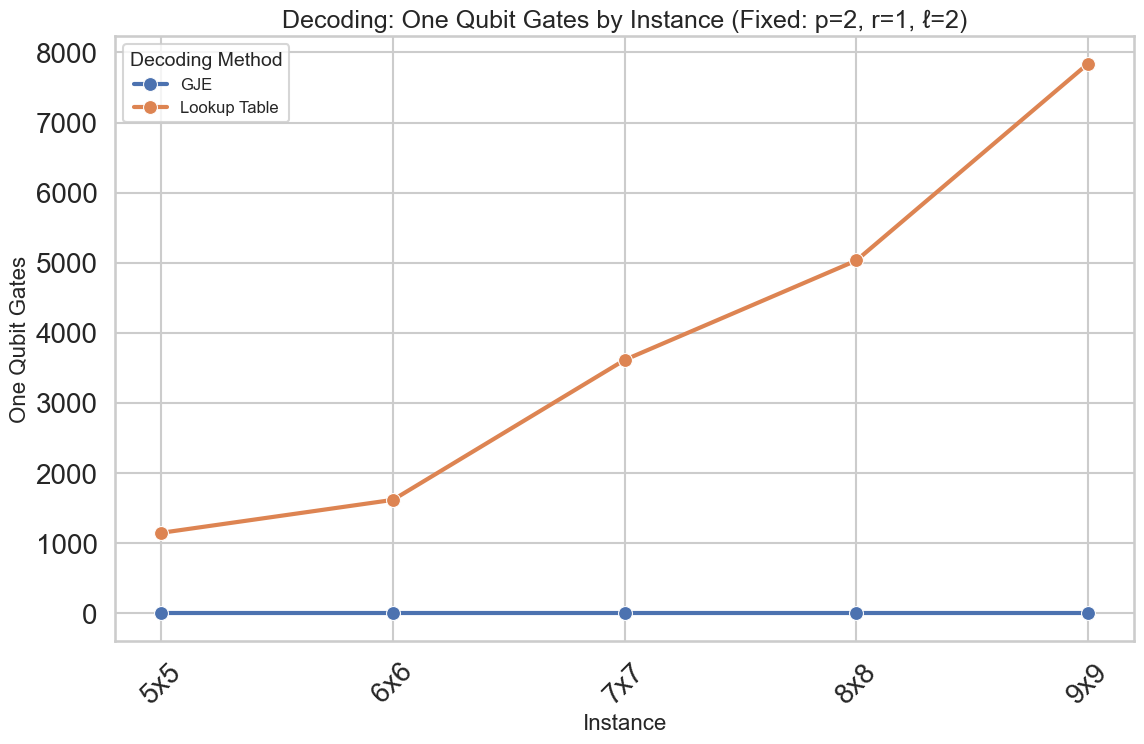 Decoding: One Qubit Gates by Instance (Fixed: p=2, r=1, ℓ=2)
Decoding Method
GJE
Lookup Table
One Qubit Gates
8000
7000
6000
5000
4000
3000
2000
1000
0
5x5
6x6
7x7
8x8
9x9
Instance